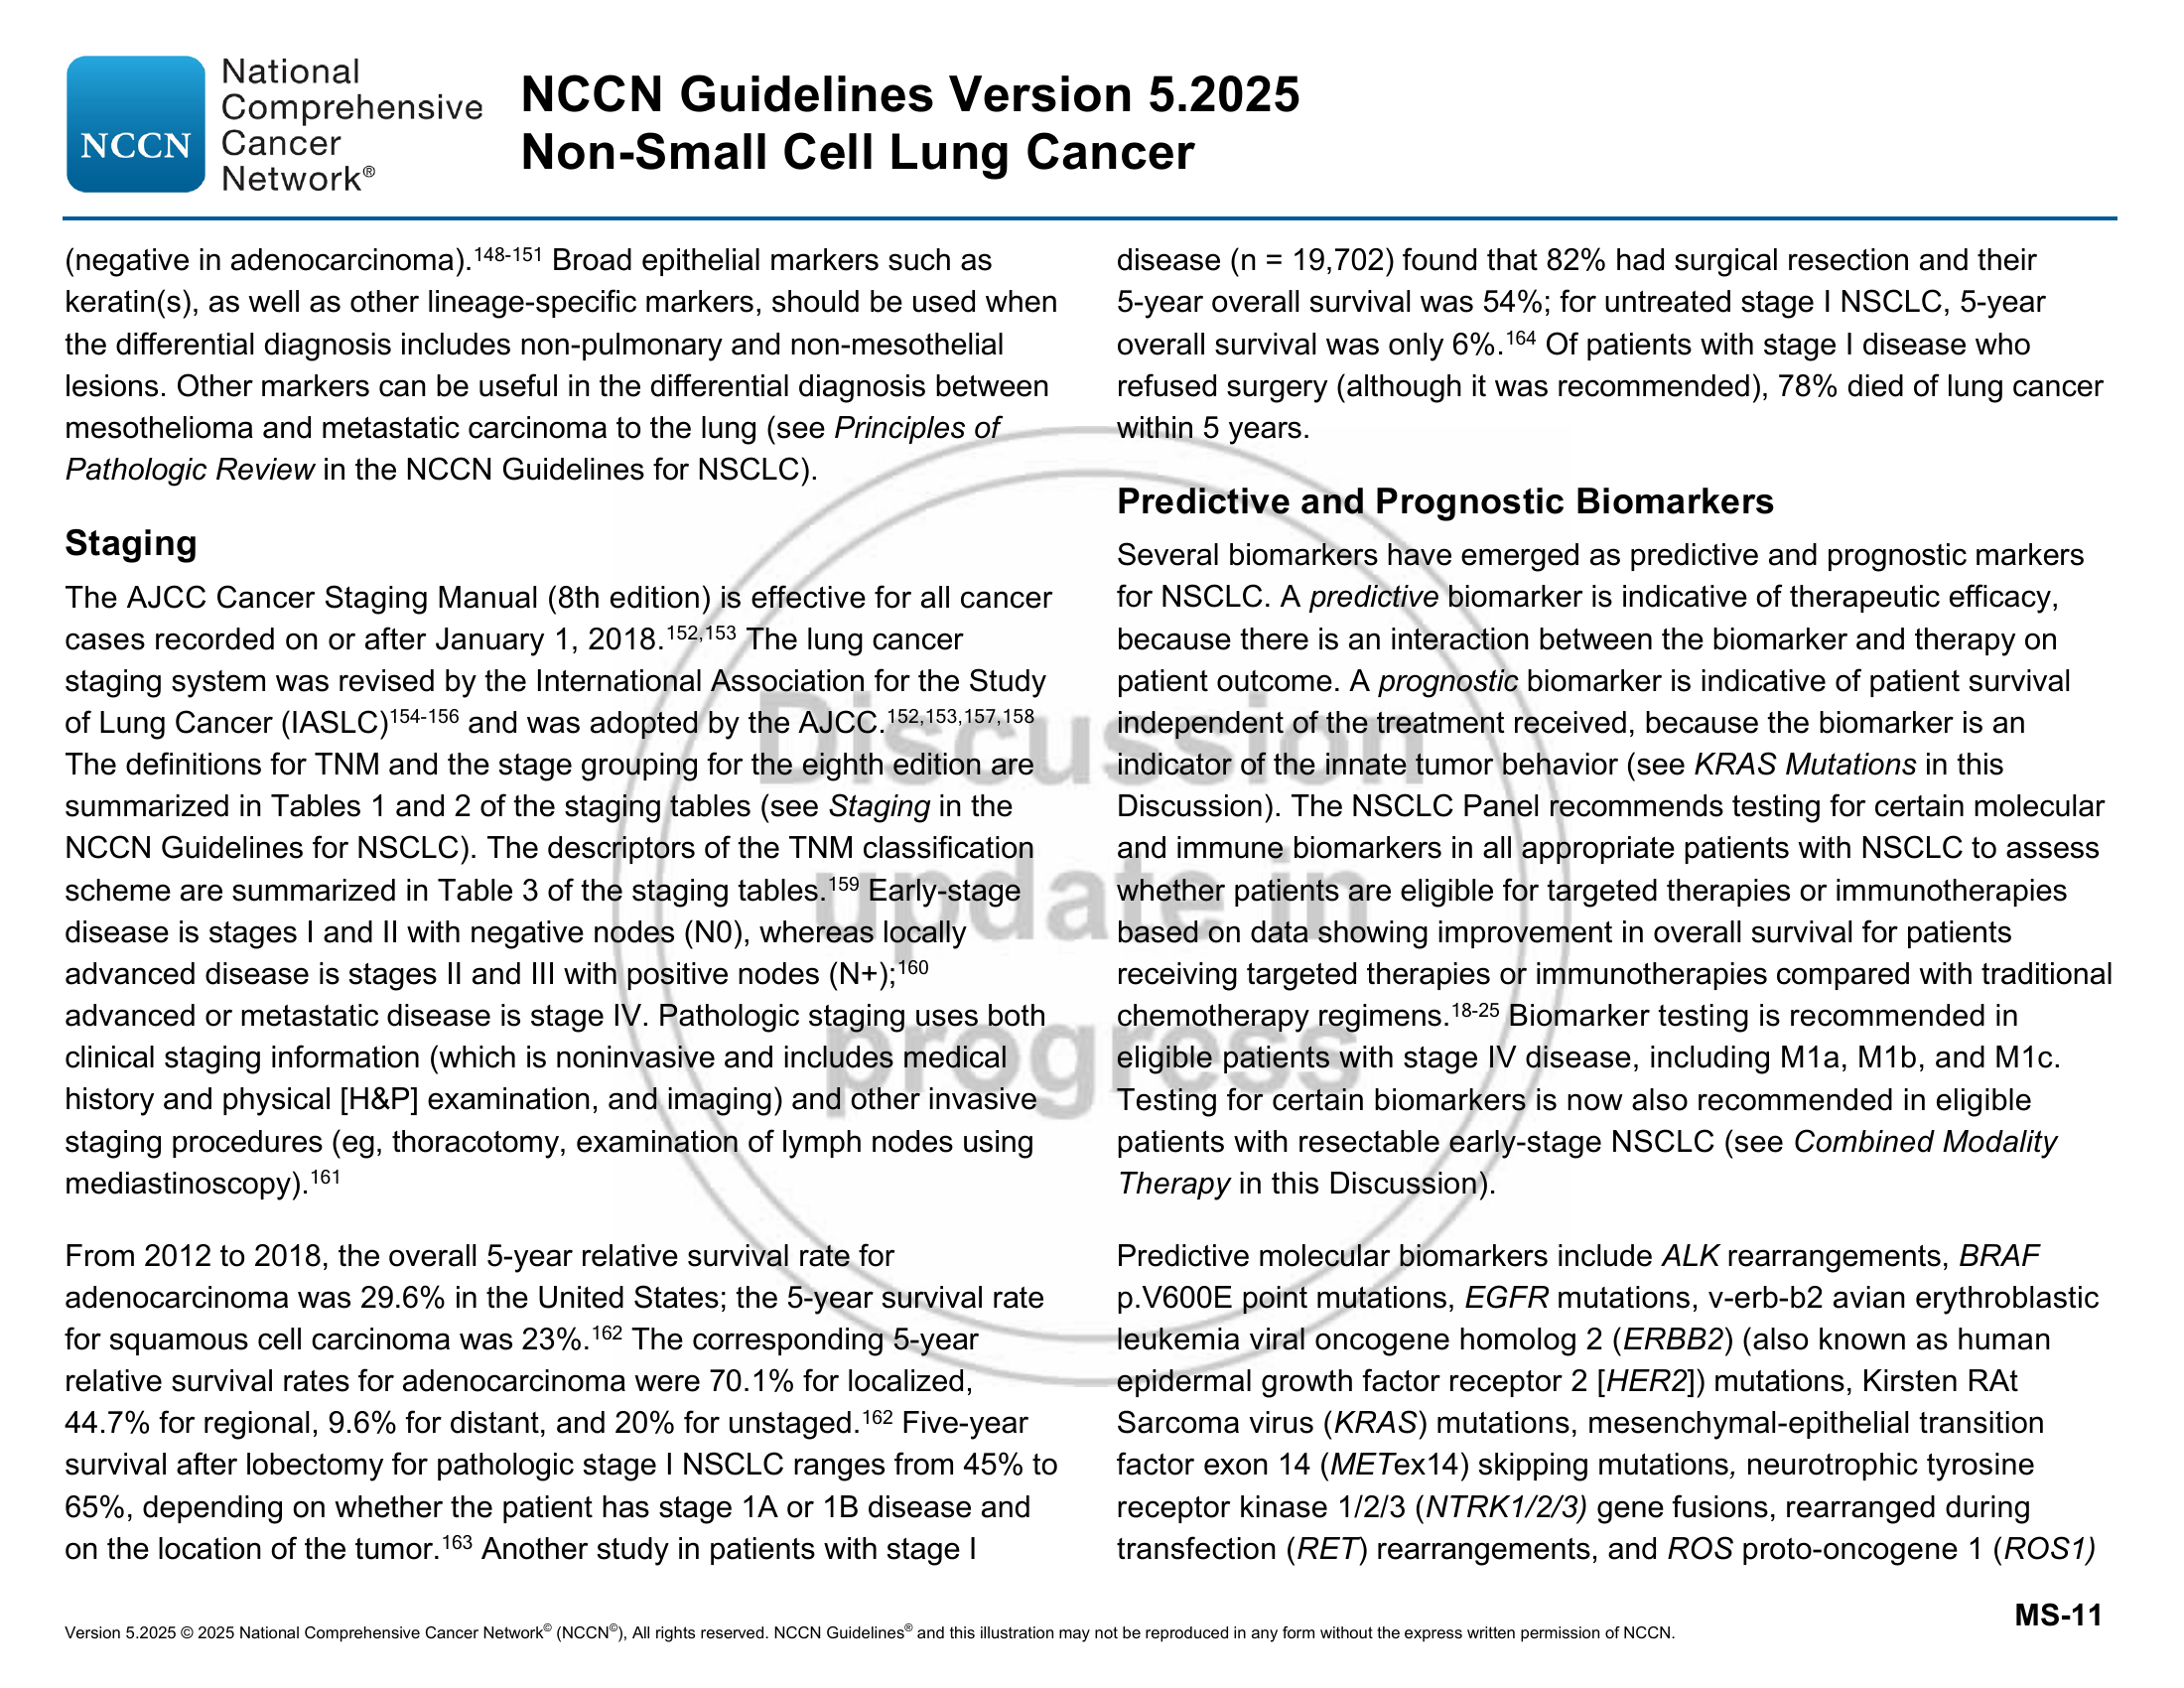 NCCN
National
Comprehensive
Cancer
Network®
NCCN Guidelines Version 5.2025
Non-Small Cell Lung Cancer
(negative in adenocarcinoma).148-151 Broad epithelial markers such as
keratin(s), as well as other lineage-specific markers, should be used when
the differential diagnosis includes non-pulmonary and non-mesothelial
lesions. Other markers can be useful in the differential diagnosis between
mesothelioma and metastatic carcinoma to the lung (see Principles of
Pathologic Review in the NCCN Guidelines for NSCLC).
Staging
The AJCC Cancer Staging Manual (8th edition) is effective for all cancer
cases recorded on or after January 1, 2018.152,153 The lung cancer
staging system was revised by the International Association for the Study
of Lung Cancer (IASLC)154-156 and was adopted by the AJCC.152,153,157,158
The definitions for TNM and the stage grouping for the eighth edition are
summarized in Tables 1 and 2 of the staging tables (see Staging in the
NCCN Guidelines for NSCLC). The descriptors of the TNM classification
scheme are summarized in Table 3 of the staging tables.159 Early-stage
disease is stages I and II with negative nodes (N0), whereas locally
advanced disease is stages II and III with positive nodes (N+);160
advanced or metastatic disease is stage IV. Pathologic staging uses both
clinical staging information (which is noninvasive and includes medical
history and physical [H&P] examination, and imaging) and other invasive
staging procedures (eg, thoracotomy, examination of lymph nodes using
mediastinoscopy).161
From 2012 to 2018, the overall 5-year relative survival rate for
adenocarcinoma was 29.6% in the United States; the 5-year survival rate
for squamous cell carcinoma was 23%.162 The corresponding 5-year
relative survival rates for adenocarcinoma were 70.1% for localized,
44.7% for regional, 9.6% for distant, and 20% for unstaged.162 Five-year
survival after lobectomy for pathologic stage I NSCLC ranges from 45% to
65%, depending on whether the patient has stage 1A or 1B disease and
on the location of the tumor.163 Another study in patients with stage I
disease (n = 19,702) found that 82% had surgical resection and their
5-year overall survival was 54%; for untreated stage I NSCLC, 5-year
overall survival was only 6%.164 Of patients with stage I disease who
refused surgery (although it was recommended), 78% died of lung cancer
within 5 years.
Predictive and Prognostic Biomarkers
Several biomarkers have emerged as predictive and prognostic markers
for NSCLC. A predictive biomarker is indicative of therapeutic efficacy,
because there is an interaction between the biomarker and therapy on
patient outcome. A prognostic biomarker is indicative of patient survival
independent of the treatment received, because the biomarker is an
indicator of the innate tumor behavior (see KRAS Mutations in this
Discussion). The NSCLC Panel recommends testing for certain molecular
and immune biomarkers in all appropriate patients with NSCLC to assess
whether patients are eligible for targeted therapies or immunotherapies
based on data showing improvement in overall survival for patients
receiving targeted therapies or immunotherapies compared with traditional
chemotherapy regimens.18-25 Biomarker testing is recommended in
eligible patients with stage IV disease, including M1a, M1b, and M1c.
Testing for certain biomarkers is now also recommended in eligible
patients with resectable early-stage NSCLC (see Combined Modality
Therapy in this Discussion).
Predictive molecular biomarkers include ALK rearrangements, BRAF
p.V600E point mutations, EGFR mutations, v-erb-b2 avian erythroblastic
leukemia viral oncogene homolog 2 (ERBB2) (also known as human
epidermal growth factor receptor 2 [HER2]) mutations, Kirsten RAt
Sarcoma virus (KRAS) mutations, mesenchymal-epithelial transition
factor exon 14 (METex14) skipping mutations, neurotrophic tyrosine
receptor kinase 1/2/3 (NTRK1/2/3) gene fusions, rearranged during
transfection (RET) rearrangements, and ROS proto-oncogene 1 (ROS1)
Discussion
update in
progress
MS-11
Version 5.2025 © 2025 National Comprehensive Cancer Network© (NCCN©), All rights reserved. NCCN Guidelines® and this illustration may not be reproduced in any form without the express written permission of NCCN.